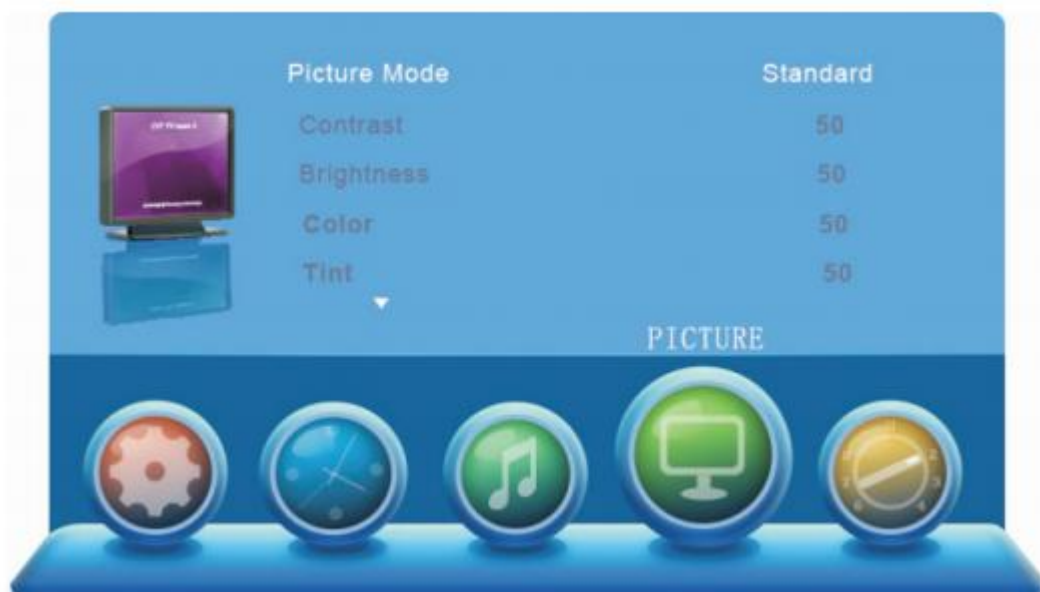 Picture Mode Standard
Contrast 50
Brightness 50
Color 50
Tint 50
PICTURE